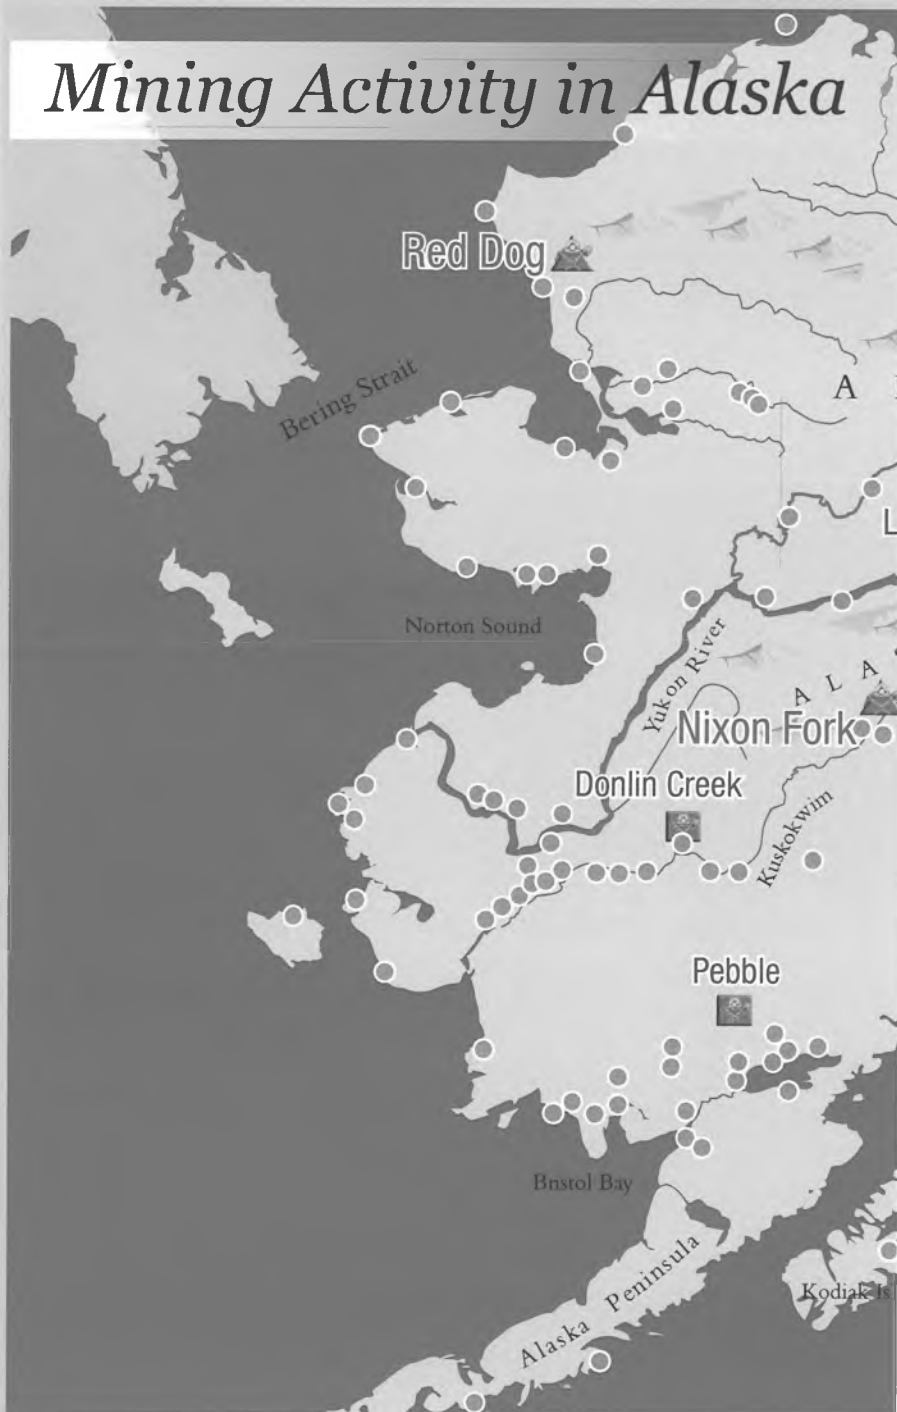 Mining Activity in Alaska
Red Dog
Bering Strait
A
L
Norton Sound
Yukon River
A L A
Nixon Fork
Donlin Creek
Kuskokwim
Pebble
Bristol Bay
Alaska Peninsula
Kodiak Is